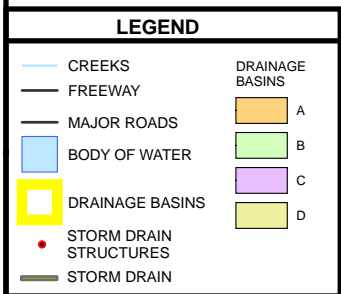 LEGEND
CREEKS
FREEWAY
MAJOR ROADS
BODY OF WATER
DRAINAGE BASINS
STORM DRAIN
STRUCTURES
STORM DRAIN
DRAINAGE
BASINS
A
B
C
D